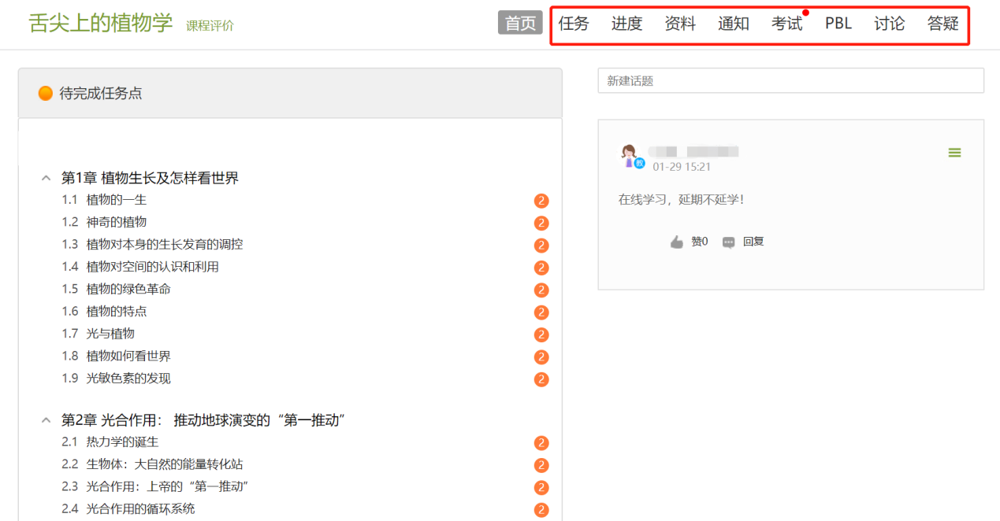 舌尖上的植物学 课程评价
首页 任务 进度 资料 通知 考试 PBL 讨论 答疑
待完成任务点
第1章 植物生长及怎样看世界
1.1 植物的一生 2
1.2 神奇的植物 2
1.3 植物对本身的生长发育的调控 2
1.4 植物对空间的认识和利用 2
1.5 植物的绿色革命 2
1.6 植物的特点 2
1.7 光与植物 2
1.8 植物如何看世界 2
1.9 光敏色素的发现 2
第2章 光合作用： 推动地球演变的“第一推动”
2.1 热力学的诞生 2
2.2 生物体：大自然的能量转化站 2
2.3 光合作用：上帝的“第一推动” 2
2.4 光合作用的循环系统 2
新建话题
教
01-29 15:21
在线学习，延期不延学！
赞0 回复